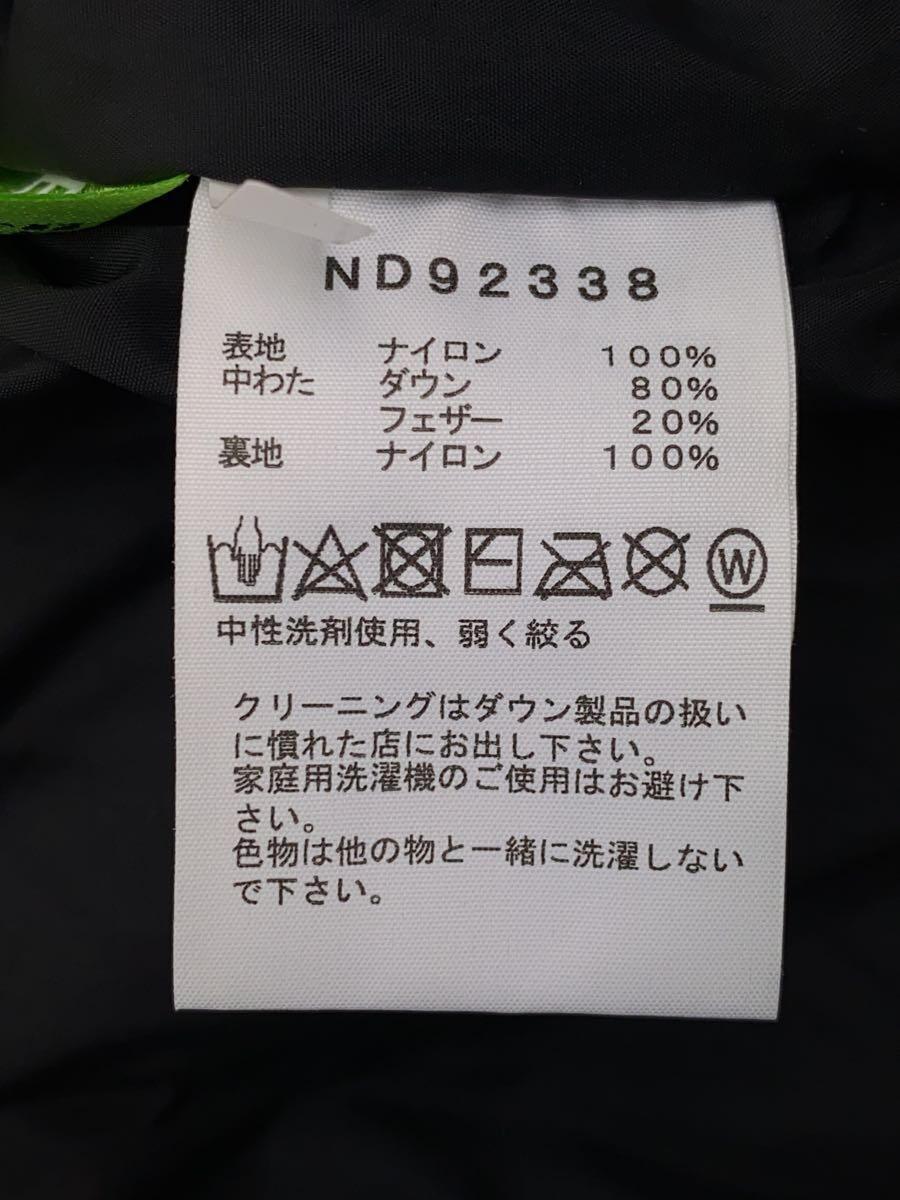 ND92338
表地 ナイロン 100%
中わた ダウン 80%
フェザー 20%
裏地 ナイロン 100%
W
中性洗剤使用、弱く絞る
クリーニングはダウン製品の扱い
に慣れた店にお出し下さい。
家庭用洗濯機のご使用はお避け下
さい。
色物は他の物と一緒に洗濯しない
で下さい。